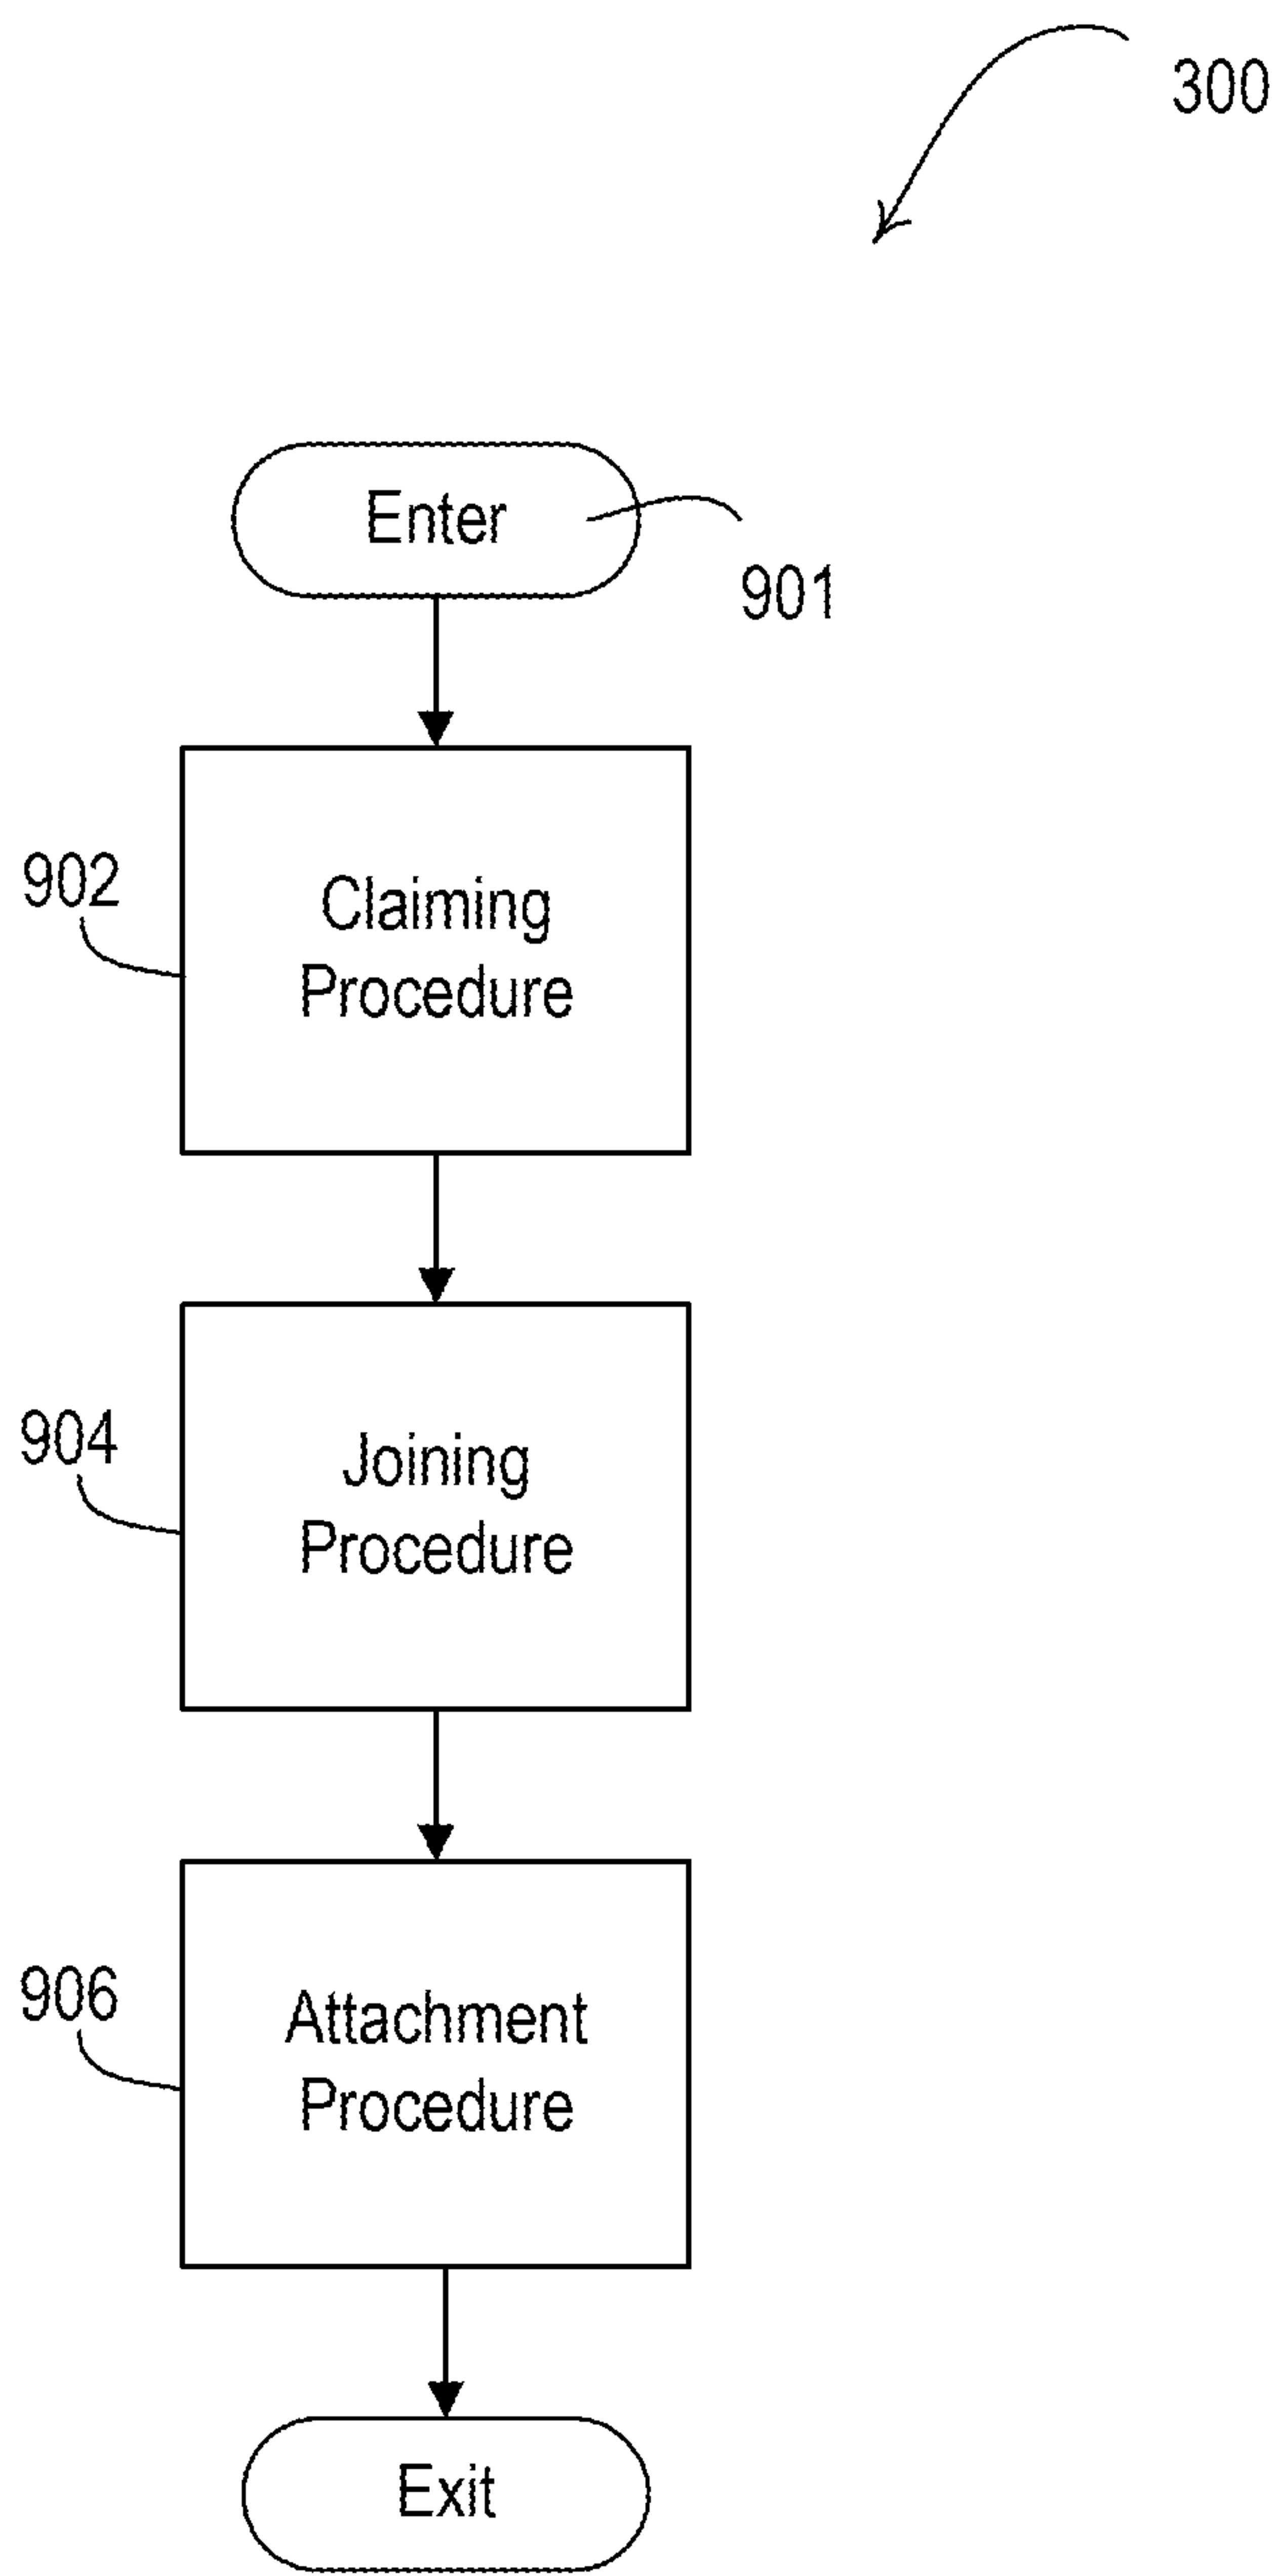 300
Enter
901
902
Claiming
Procedure
904
Joining
Procedure
906
Attachment
Procedure
Exit